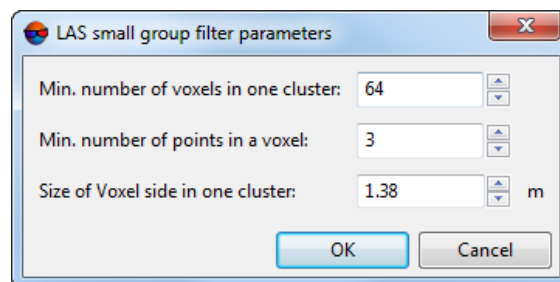 LAS small group filter parameters
Min. number of voxels in one cluster: 64
Min. number of points in a voxel: 3
Size of Voxel side in one cluster: 1.38 m
OK Cancel